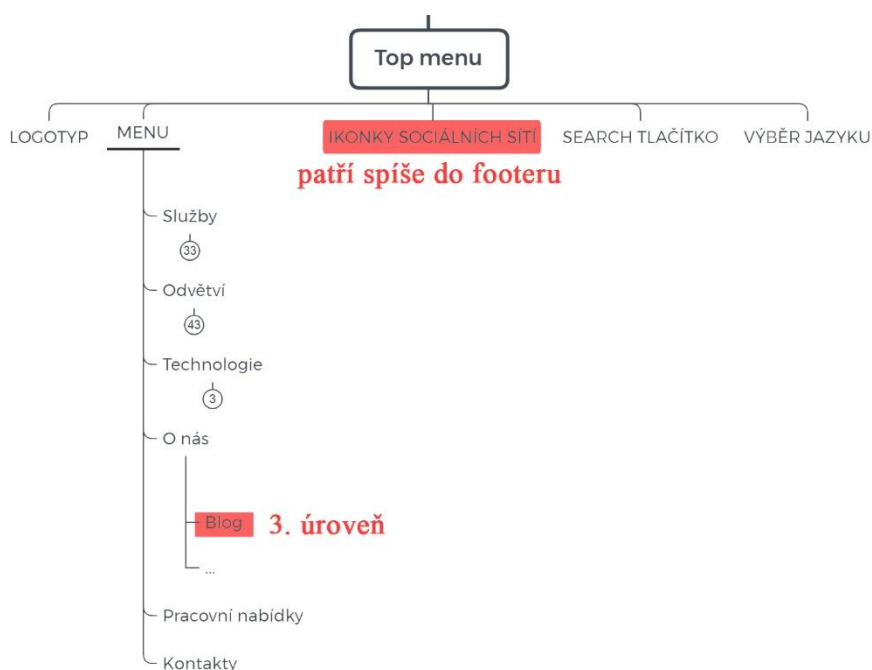 Top menu
LOGOTYP MENU IKONKY SOCIÁLNÍCH SÍTÍ SEARCH TLAČÍTKO VÝBĚR JAZYKU
patří spíše do footeru
Služby
33
Odvětví
43
Technologie
3
O nás
Blog 3. úroveň
...
Pracovní nabídky
Kontakty